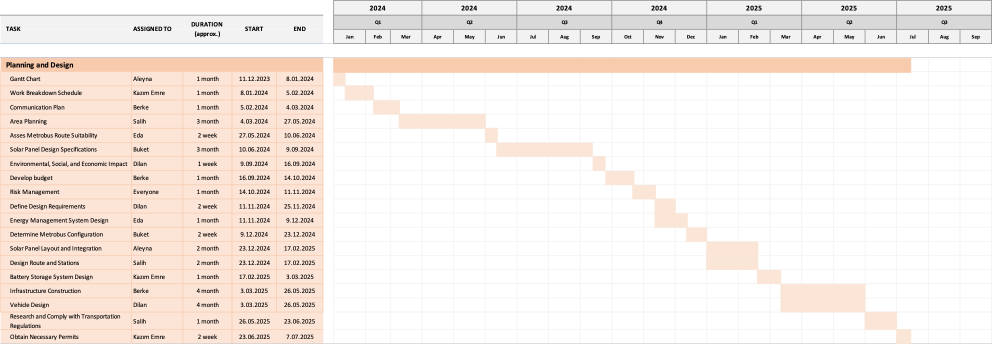 2024 2024 2024 2024 2025 2025 2025
Q1 Q2 Q3 Q4 Q1 Q2 Q3
TASK ASSIGNED TO DURATION (approx.) START END
Jan Feb Mar Apr May Jun Jul Aug Sep Oct Nov Dec Jan Feb Mar Apr May Jun Jul Aug Sep
Planning and Design
Gantt Chart Aleyna 1 month 11.12.2023 8.01.2024
Work Breakdown Schedule Kazım Emre 1 month 8.01.2024 5.02.2024
Communication Plan Berke 1 month 5.02.2024 4.03.2024
Area Planning Salih 3 month 4.03.2024 27.05.2024
Asses Metrobus Route Suitability Eda 2 week 27.05.2024 10.06.2024
Solar Panel Design Specifications Buket 3 month 10.06.2024 9.09.2024
Environmental, Social, and Economic Impact Dilan 1 week 9.09.2024 16.09.2024
Develop budget Berke 1 month 16.09.2024 14.10.2024
Risk Management Everyone 1 month 14.10.2024 11.11.2024
Define Design Requirements Dilan 2 week 11.11.2024 25.11.2024
Energy Management System Design Eda 1 month 11.11.2024 9.12.2024
Determine Metrobus Configuration Buket 2 week 9.12.2024 23.12.2024
Solar Panel Layout and Integration Aleyna 2 month 23.12.2024 17.02.2025
Design Route and Stations Salih 2 month 23.12.2024 17.02.2025
Battery Storage System Design Kazım Emre 1 month 17.02.2025 3.03.2025
Infrastructure Construction Berke 4 month 3.03.2025 26.05.2025
Vehicle Design Dilan 4 month 3.03.2025 26.05.2025
Research and Comply with Transportation
Regulations Salih 1 month 26.05.2025 23.06.2025
Obtain Necessary Permits Kazım Emre 2 week 23.06.2025 7.07.2025